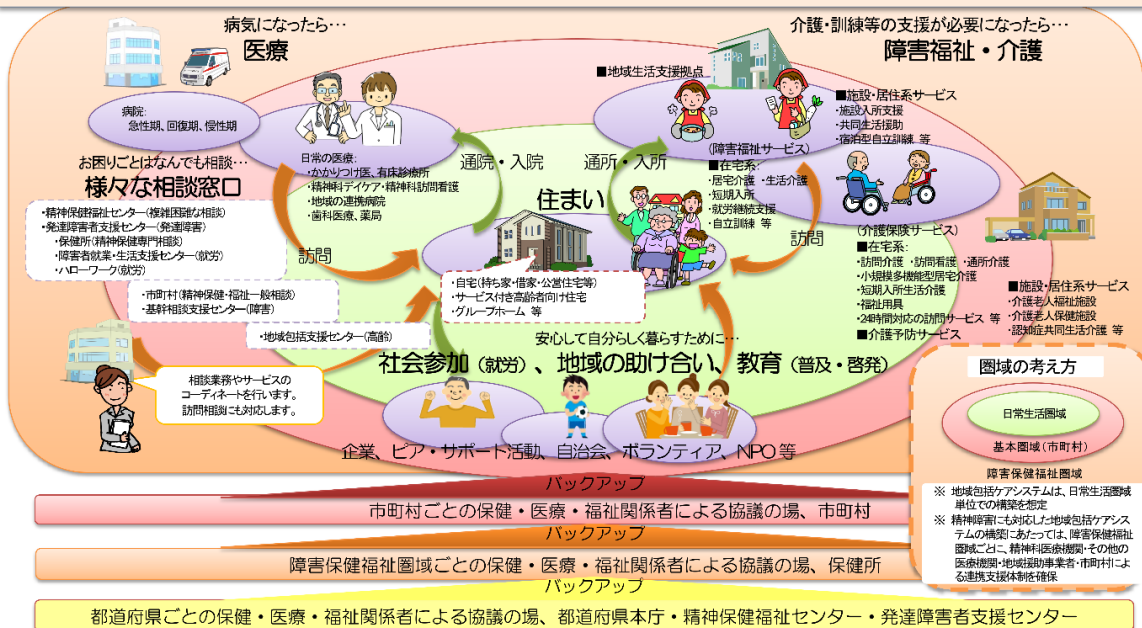 病気になったら…
医療
介護・訓練等の支援が必要になったら…
障害福祉・介護
病院:
急性期、回復期、慢性期
日常の医療:
・かかりつけ医、有床診療所
・精神科デイケア・精神科訪問看護
・地域の連携病院
・歯科医療、薬局
通院・入院
通所・入所
■地域生活支援拠点
■施設・居住系サービス
・施設入所支援
・共同生活援助
・宿泊型自立訓練 等
(障害福祉サービス)
■在宅系:
・居宅介護 ・生活介護
・短期入所
・就労継続支援
・自立訓練 等
お困りごとはなんでも相談…
様々な相談窓口
・精神保健福祉センター(複雑困難な相談)
・発達障害者支援センター(発達障害)
・保健所(精神保健専門相談)
・障害者就業・生活支援センター(就労)
・ハローワーク(就労)
・市町村(精神保健・福祉一般相談)
・基幹相談支援センター(障害)
・地域包括支援センター(高齢)
訪問
住まい
訪問
・自宅(持ち家・借家・公営住宅等)
・サービス付き高齢者向け住宅
・グループホーム 等
(介護保険サービス)
■在宅系:
・訪問介護 ・訪問看護 ・通所介護
・小規模多機能型居宅介護
・短期入所生活介護
・福祉用具
・24時間対応の訪問サービス 等
■介護予防サービス
■施設・居住系サービス
・介護老人福祉施設
・介護老人保健施設
・認知症共同生活介護 等
相談業務やサービスの
コーディネートを行います。
訪問相談にも対応します。
安心して自分らしく暮らすために…
社会参加(就労)、地域の助け合い、教育(普及・啓発)
企業、ピア・サポート活動、自治会、ボランティア、NPO等
圏域の考え方
日常生活圏域
基本圏域(市町村)
障害保健福祉圏域
※ 地域包括ケアシステムは、日常生活圏域
単位での構築を想定
※ 精神障害にも対応した地域包括ケアシス
テムの構築にあたっては、障害保健福祉
圏域ごとに、精神科医療機関・その他の
医療機関・地域援助事業者・市町村によ
る連携支援体制を確保
バックアップ
市町村ごとの保健・医療・福祉関係者による協議の場、市町村
バックアップ
障害保健福祉圏域ごとの保健・医療・福祉関係者による協議の場、保健所
バックアップ
都道府県ごとの保健・医療・福祉関係者による協議の場、都道府県本庁・精神保健福祉センター・発達障害者支援センター